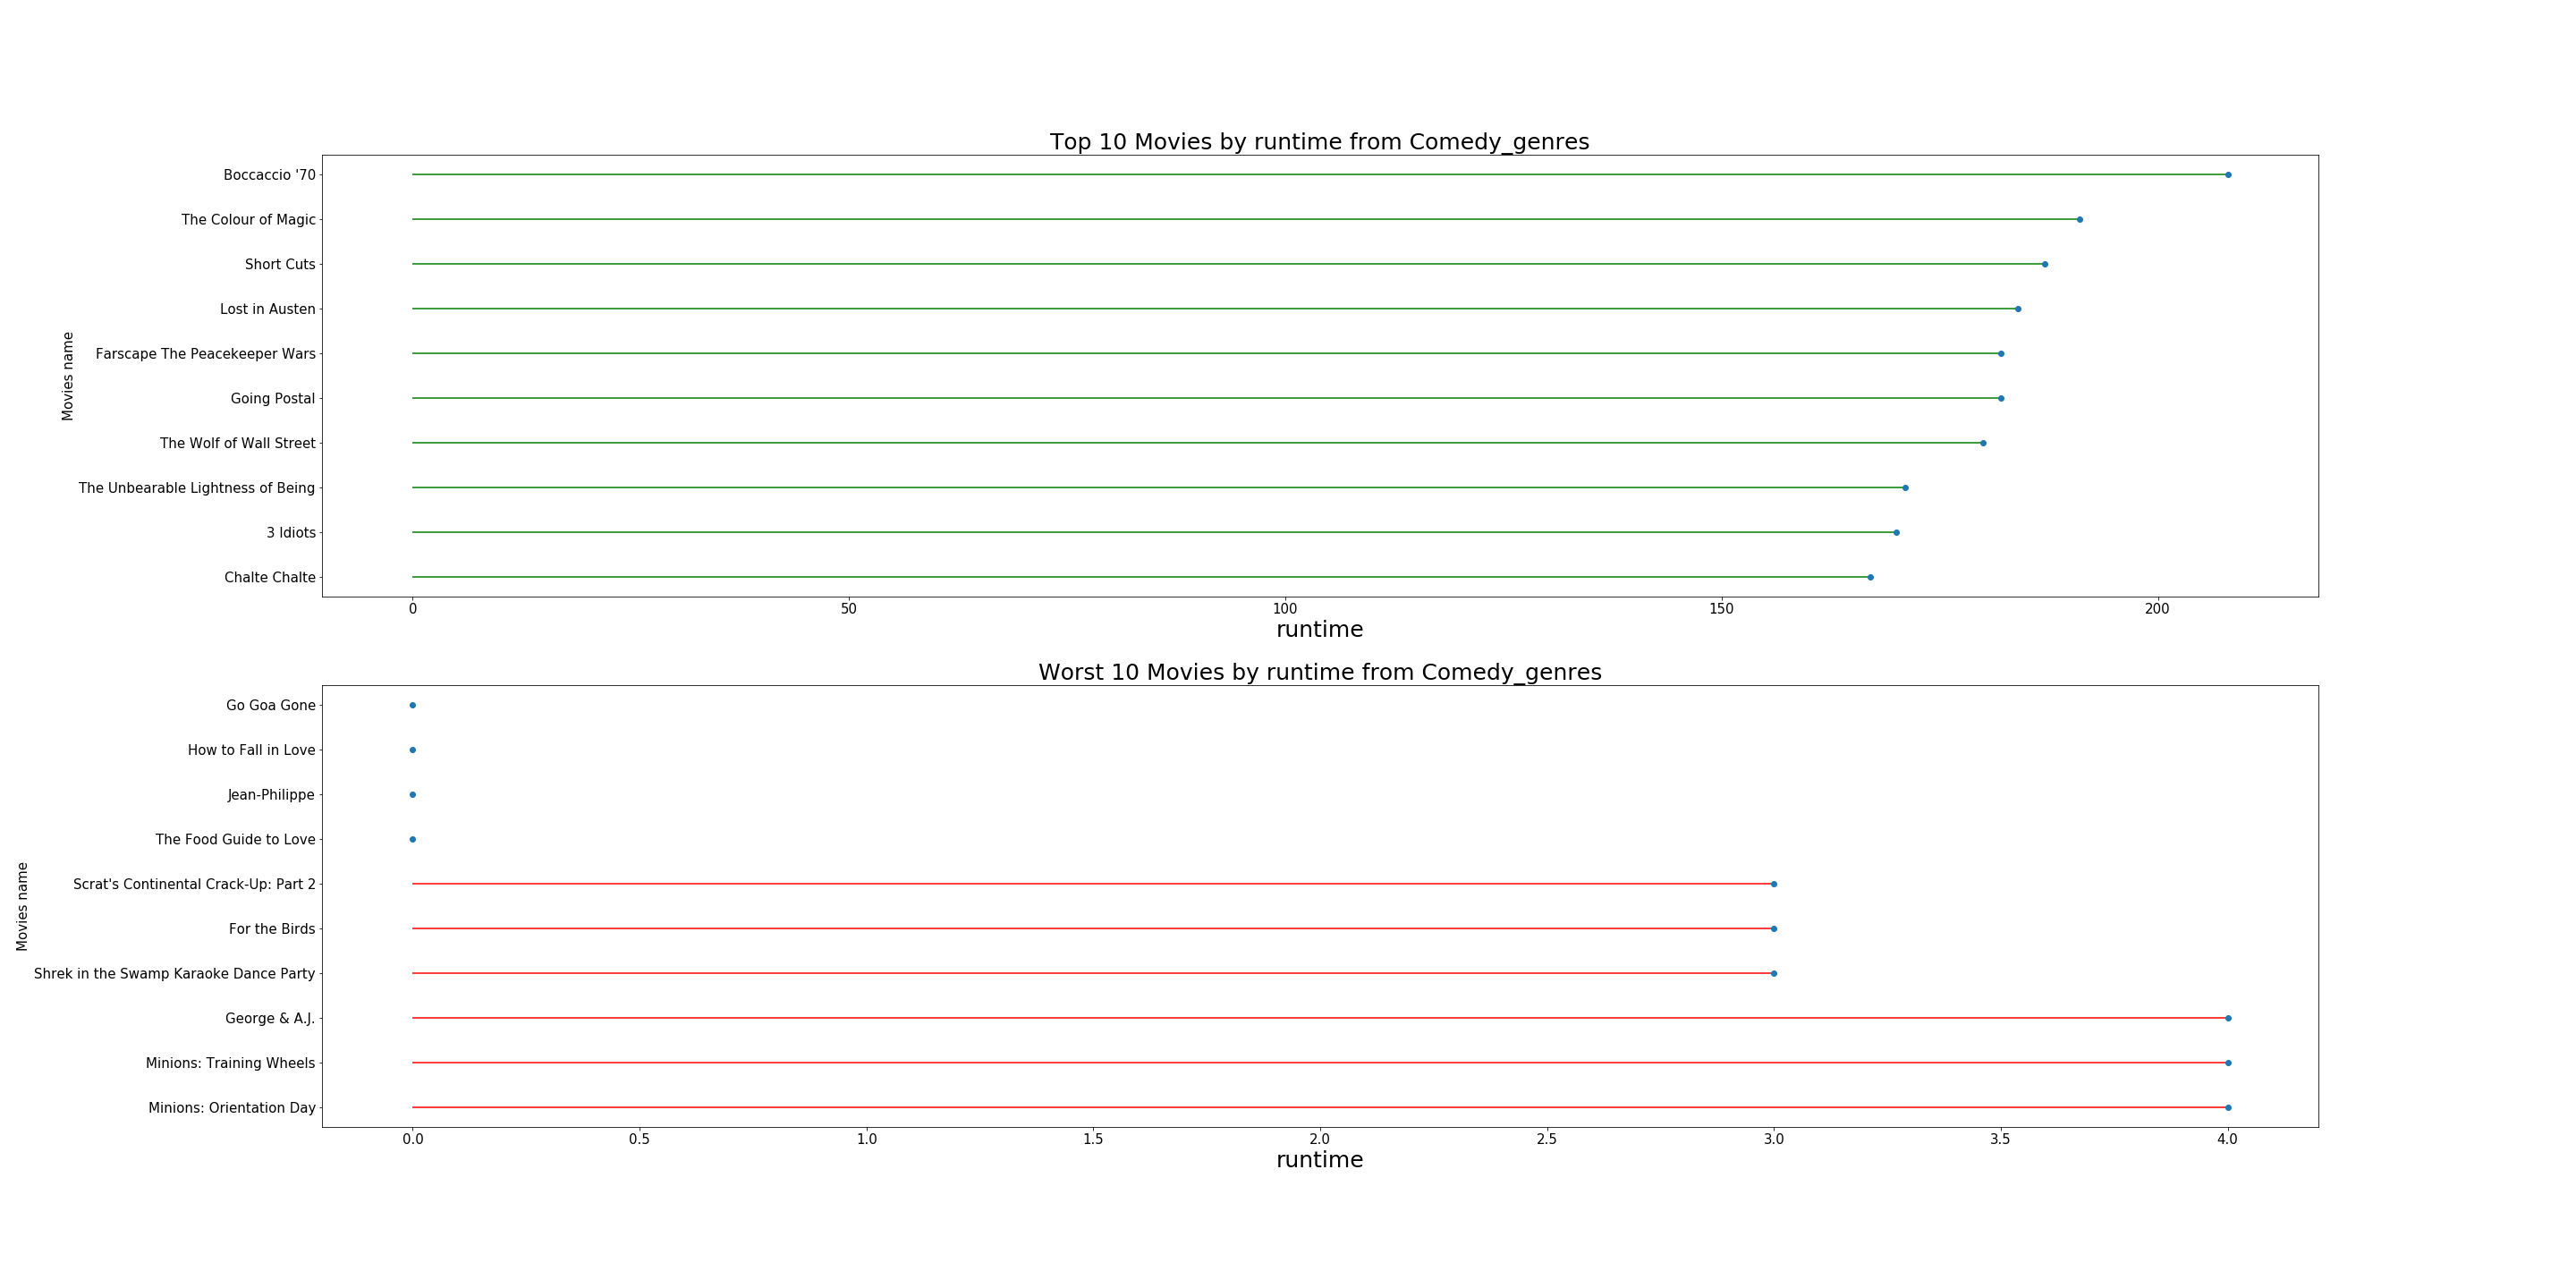 Top 10 Movies by runtime from Comedy_genres
Movies name
Boccaccio '70
The Colour of Magic
Short Cuts
Lost in Austen
Farscape The Peacekeeper Wars
Going Postal
The Wolf of Wall Street
The Unbearable Lightness of Being
3 Idiots
Chalte Chalte
0 50 100 150 200
runtime
Worst 10 Movies by runtime from Comedy_genres
Movies name
Go Goa Gone
How to Fall in Love
Jean-Philippe
The Food Guide to Love
Scrat's Continental Crack-Up: Part 2
For the Birds
Shrek in the Swamp Karaoke Dance Party
George & A.J.
Minions: Training Wheels
Minions: Orientation Day
0.0 0.5 1.0 1.5 2.0 2.5 3.0 3.5 4.0
runtime